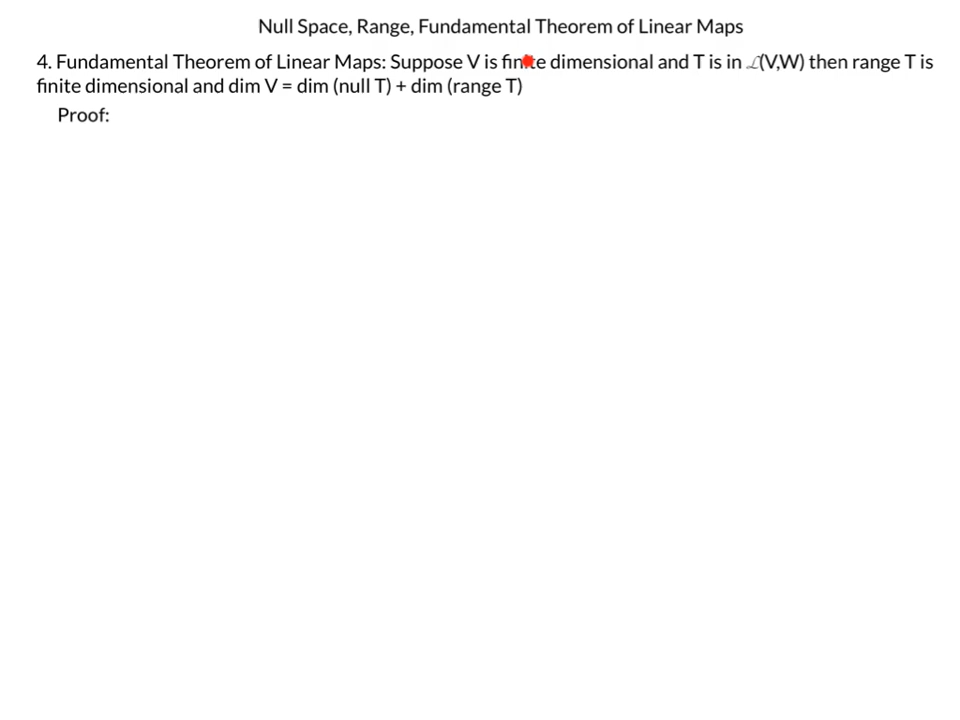 Null Space, Range, Fundamental Theorem of Linear Maps
4. Fundamental Theorem of Linear Maps: Suppose V is finite dimensional and T is in ℒ(V,W) then range T is
finite dimensional and dim V = dim (null T) + dim (range T)
Proof: